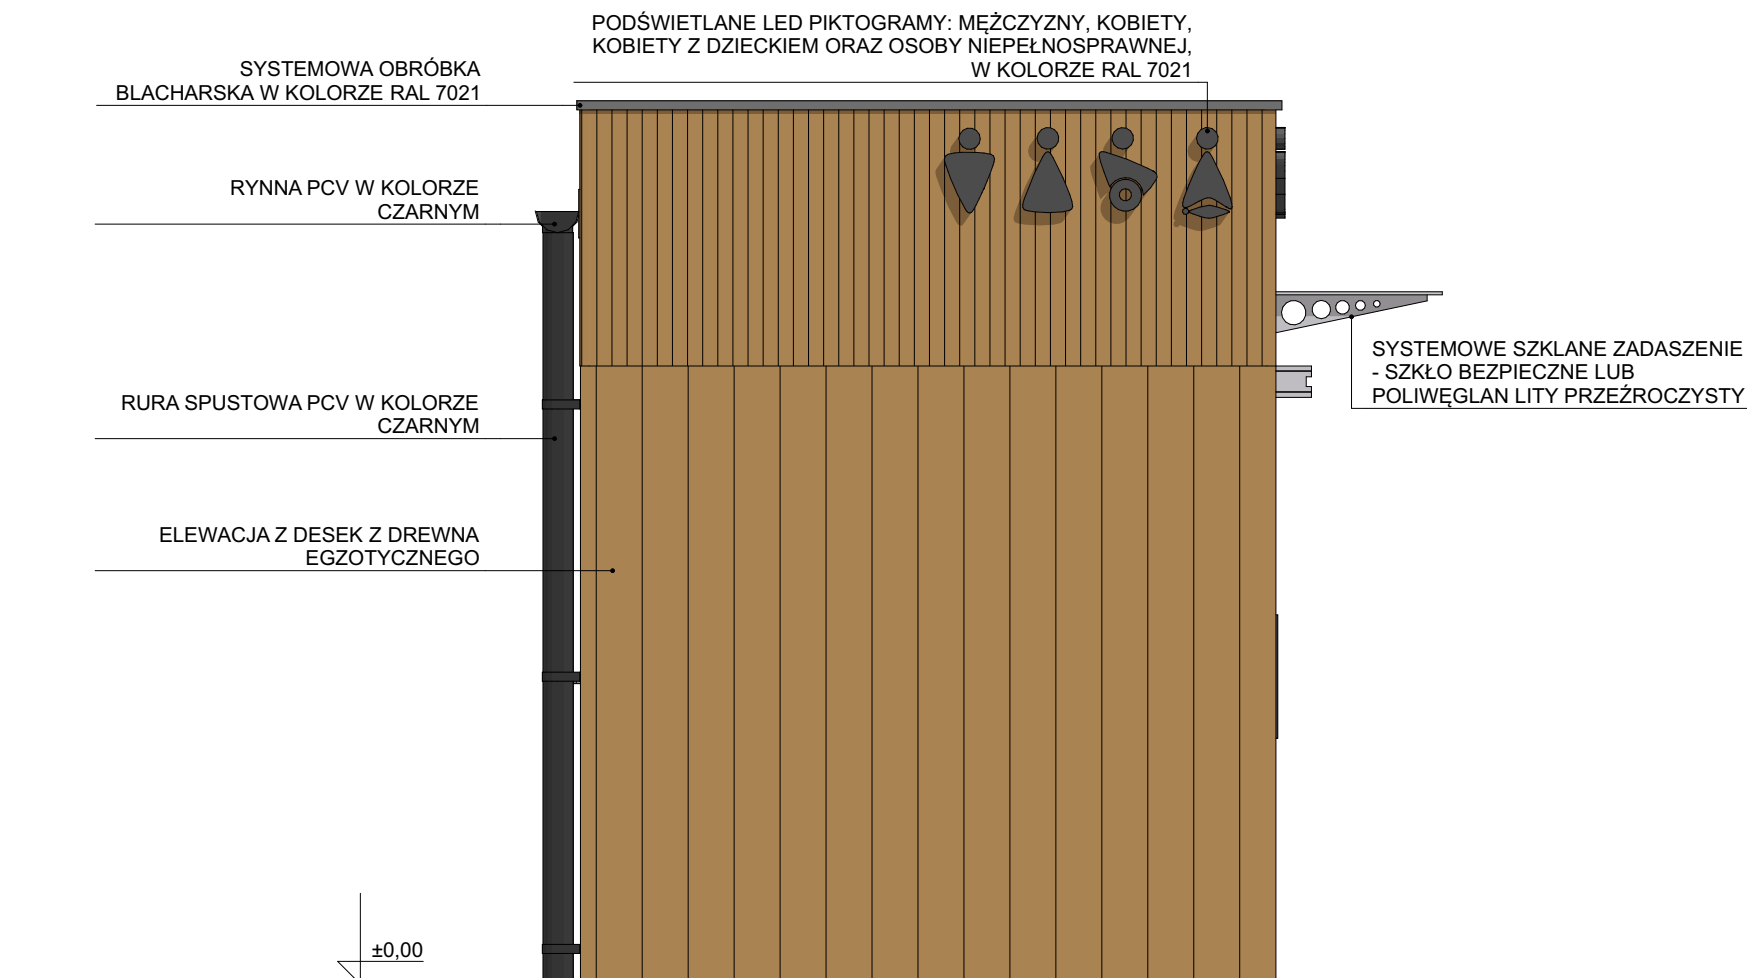 PODŚWIETLANE LED PIKTOGRAMY: MĘŻCZYZNY, KOBIETY,
KOBIETY Z DZIECKIEM ORAZ OSOBY NIEPEŁNOSPRAWNEJ,
W KOLORZE RAL 7021
SYSTEMOWA OBRÓBKA
BLACHARSKA W KOLORZE RAL 7021
RYNNA PCV W KOLORZE
CZARNYM
SYSTEMOWE SZKLANE ZADASZENIE
- SZKŁO BEZPIECZNE LUB
POLIWĘGLAN LITY PRZEŹROCZYSTY
RURA SPUSTOWA PCV W KOLORZE
CZARNYM
ELEWACJA Z DESEK Z DREWNA
EGZOTYCZNEGO
±0,00